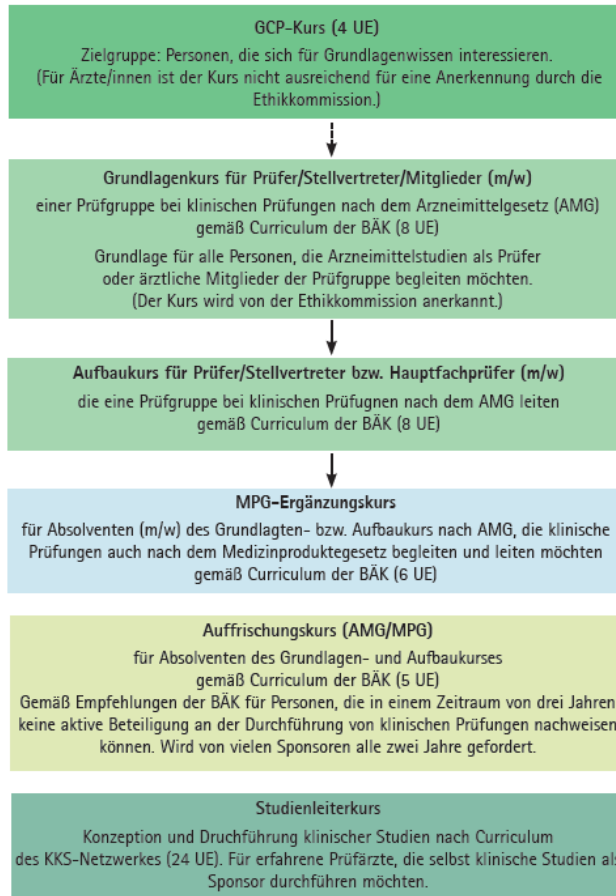 GCP-Kurs (4 UE)
Zielgruppe: Personen, die sich für Grundlagenwissen interessieren.
(Für Ärzte/innen ist der Kurs nicht ausreichend für eine Anerkennung durch die
Ethikkommission.)
Grundlagenkurs für Prüfer/Stellvertreter/Mitglieder (m/w)
einer Prüfgruppe bei klinischen Prüfungen nach dem Arzneimittelgesetz (AMG)
gemäß Curriculum der BÄK (8 UE)
Grundlage für alle Personen, die Arzneimittelstudien als Prüfer
oder ärztliche Mitglieder der Prüfgruppe begleiten möchten.
(Der Kurs wird von der Ethikkommission anerkannt.)
Aufbaukurs für Prüfer/Stellvertreter bzw. Hauptfachprüfer (m/w)
die eine Prüfgruppe bei klinischen Prüfugnen nach dem AMG leiten
gemäß Curriculum der BÄK (8 UE)
MPG-Ergänzungskurs
für Absolventen (m/w) des Grundlagten- bzw. Aufbaukurs nach AMG, die klinische
Prüfungen auch nach dem Medizinproduktegesetz begleiten und leiten möchten
gemäß Curriculum der BÄK (6 UE)
Auffrischungskurs (AMG/MPG)
für Absolventen des Grundlagen- und Aufbaukurses
gemäß Curriculum der BÄK (5 UE)
Gemäß Empfehlungen der BÄK für Personen, die in einem Zeitraum von drei Jahren
keine aktive Beteiligung an der Durchführung von klinischen Prüfungen nachweisen
können. Wird von vielen Sponsoren alle zwei Jahre gefordert.
Studienleiterkurs
Konzeption und Druchführung klinischer Studien nach Curriculum
des KKS-Netzwerkes (24 UE). Für erfahrene Prüfärzte, die selbst klinische Studien als
Sponsor durchführen möchten.